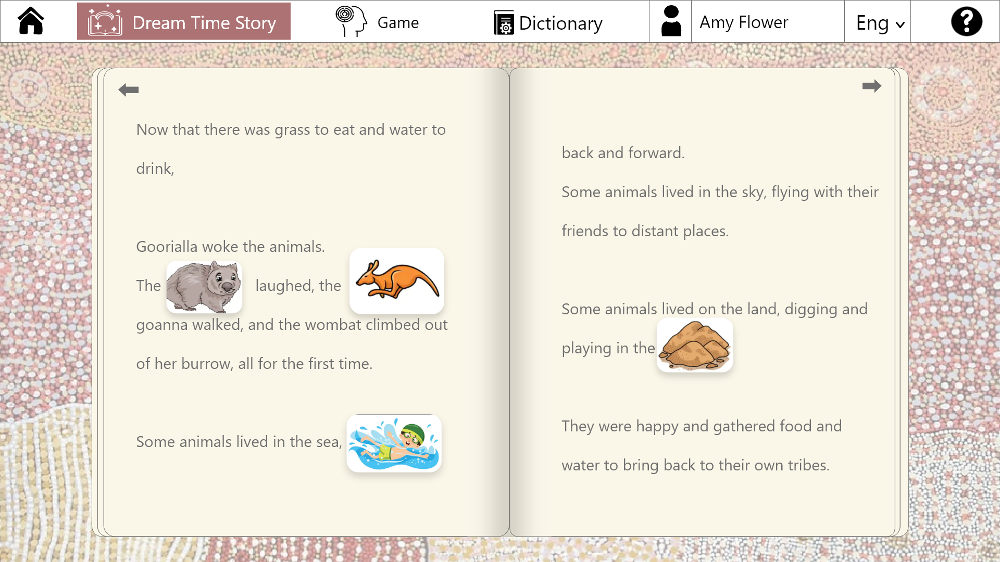 Dream Time Story
Game
Dictionary
Amy Flower
Eng
Now that there was grass to eat and water to
drink,
Goorialla woke the animals.
The laughed, the
goanna walked, and the wombat climbed out
of her burrow, all for the first time.
Some animals lived in the sea,
back and forward.
Some animals lived in the sky, flying with their
friends to distant places.
Some animals lived on the land, digging and
playing in the
They were happy and gathered food and
water to bring back to their own tribes.